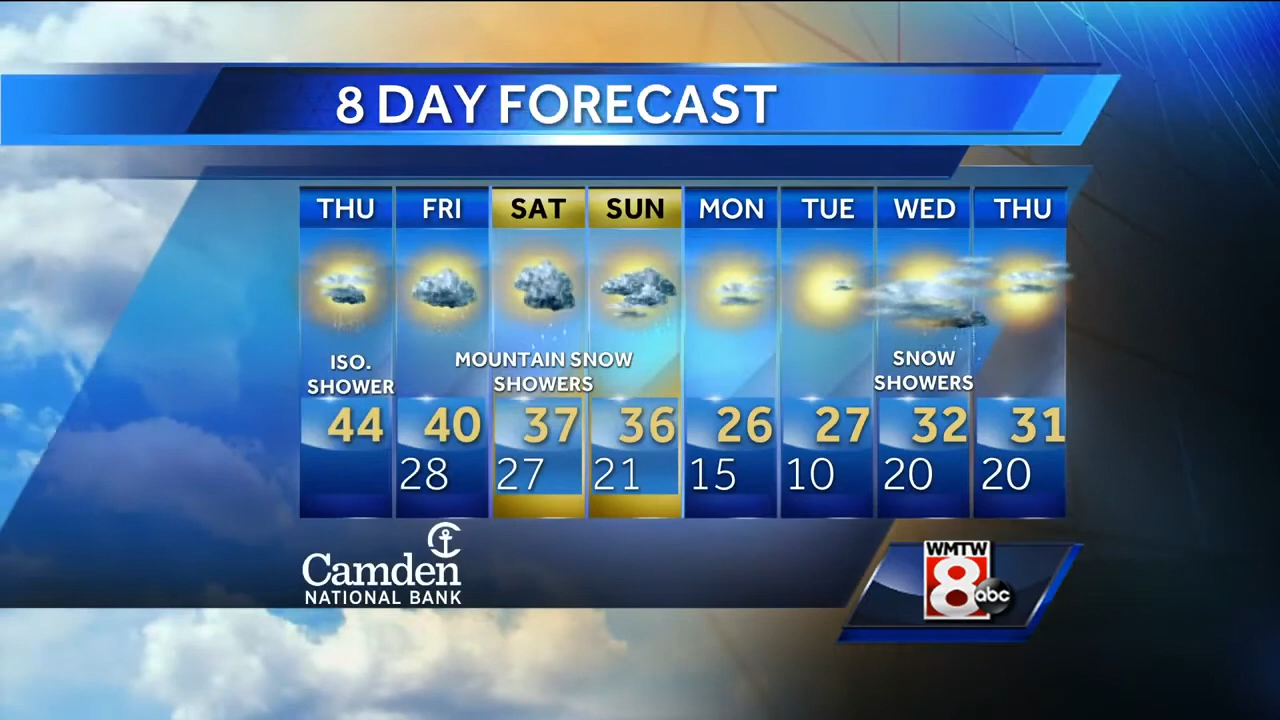 8 DAY FORECAST
THU FRI SAT SUN MON TUE WED THU
ISO. SHOWER
MOUNTAIN SNOW SHOWERS
SNOW SHOWERS
44 40 37 36 26 27 32 31
28 27 21 15 10 20 20
Camden
NATIONAL BANK
WMTW
8
abc